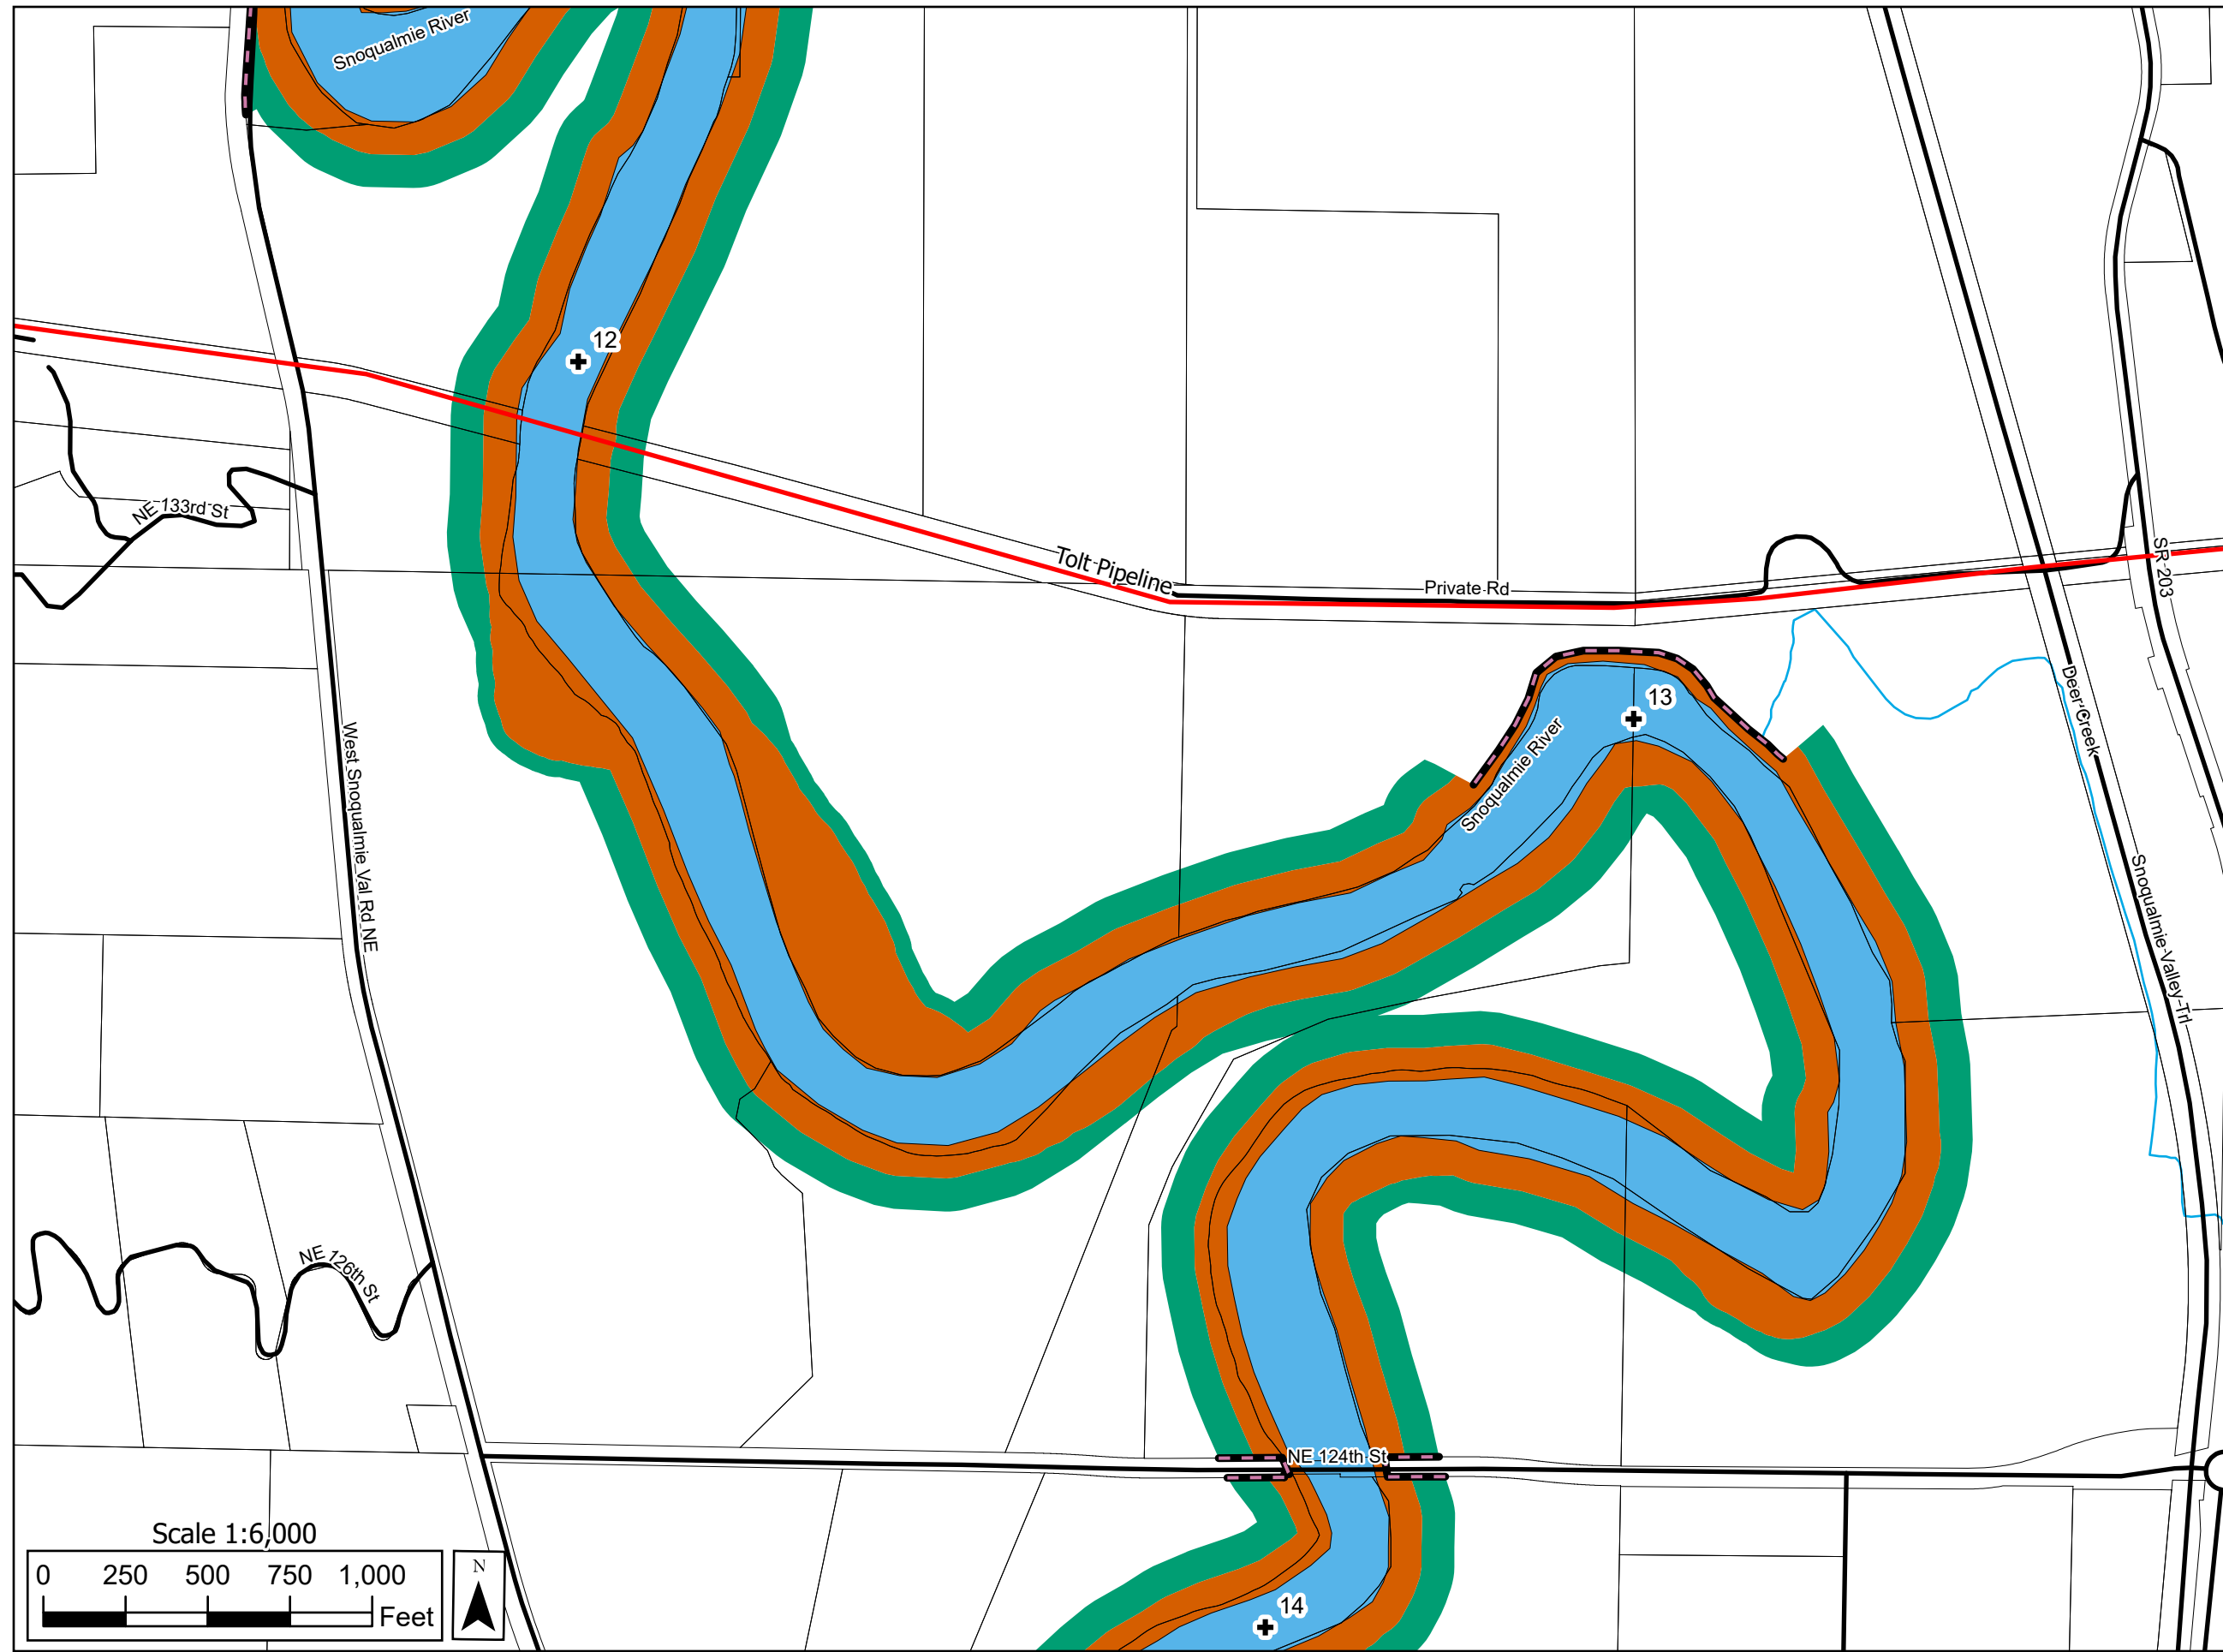 Snoqualmie River
12
NE 133rd St
Tolt Pipeline
Private Rd
SR 203
13
Snoqualmie River
Deer Creek
West Snoqualmie Val Rd NE
Snoqualmie Valley Trl
NE 126th St
NE 124th St
14
Scale 1:6,000
0 250 500 750 1,000
Feet
N